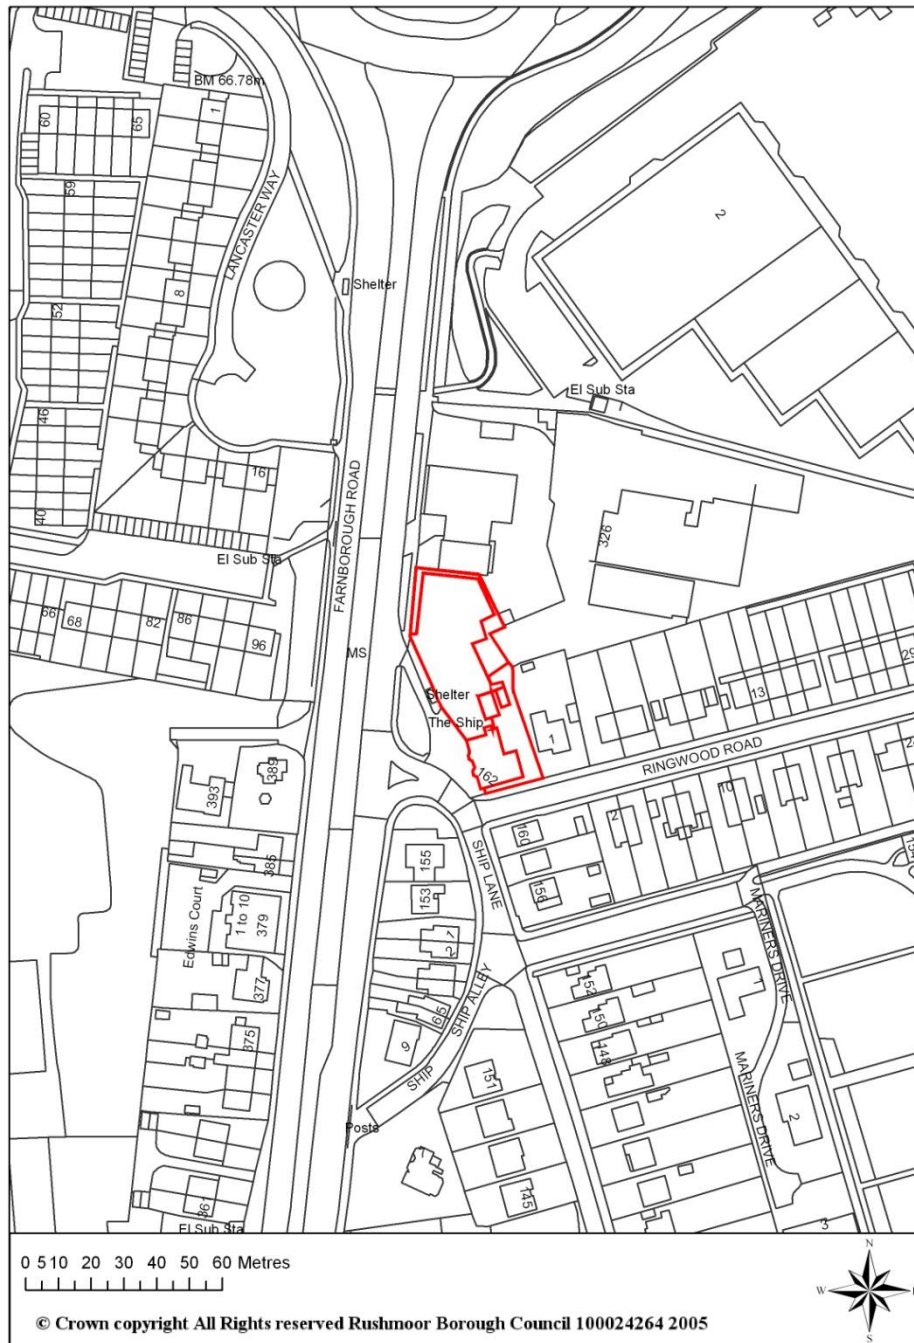 BM 66.78m
1
60
65
59
LANCASTER WAY
2
8
Shelter
52
El Sub Sta
46
16
40
FARNBOROUGH ROAD
El Sub Sta
326
66
68
82
86
96
MS
29
Shelter
13
The Ship
1
RINGWOOD ROAD
162
389
393
10
2
160
155
SHIP LANE
385
156
153
Edwins Court
1 to 10
379
MARINERS DRIVE
377
152
1
SHIP ALLEY
150
375
9
148
151
MARINERS DRIVE
2
Posts
361
145
El Sub Sta
3
0 5 10 20 30 40 50 60 Metres
N
W
S
© Crown copyright All Rights reserved Rushmoor Borough Council 100024264 2005